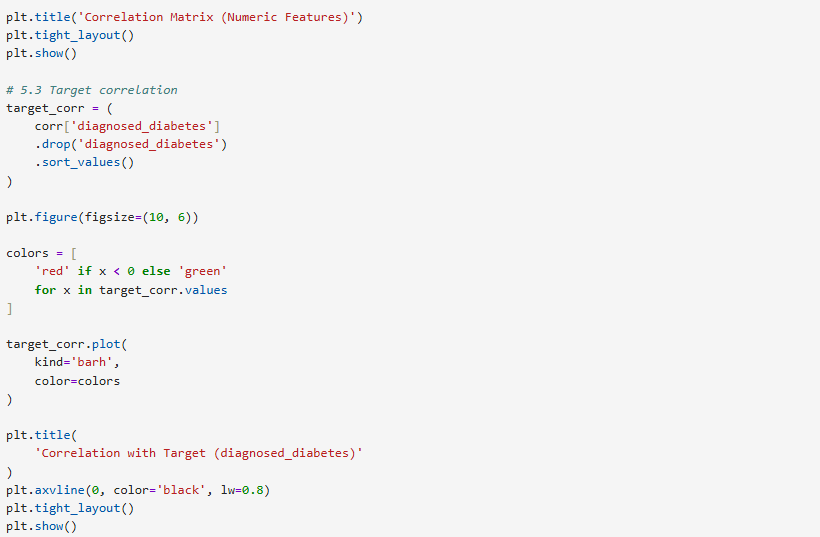 plt.title('Correlation Matrix (Numeric Features)')
plt.tight_layout()
plt.show()

# 5.3 Target correlation
target_corr = (
    corr['diagnosed_diabetes']
    .drop('diagnosed_diabetes')
    .sort_values()
)

plt.figure(figsize=(10, 6))

colors = [
    'red' if x < 0 else 'green'
    for x in target_corr.values
]

target_corr.plot(
    kind='barh',
    color=colors
)

plt.title(
    'Correlation with Target (diagnosed_diabetes)'
)
plt.axvline(0, color='black', lw=0.8)
plt.tight_layout()
plt.show()